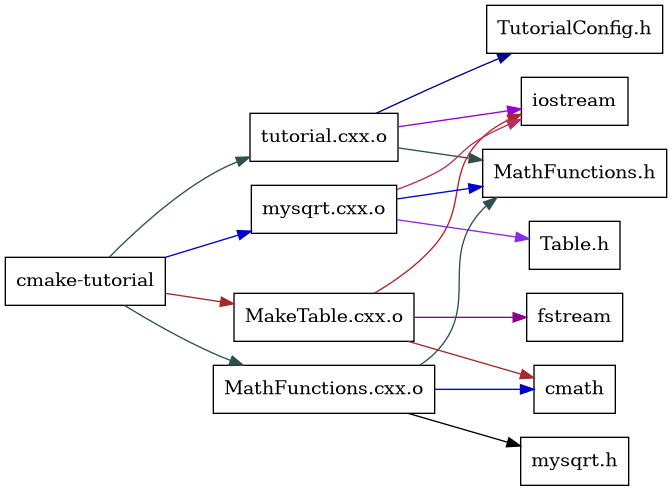 TutorialConfig.h
iostream
tutorial.cxx.o
MathFunctions.h
mysqrt.cxx.o
Table.h
cmake-tutorial
MakeTable.cxx.o
fstream
MathFunctions.cxx.o
cmath
mysqrt.h